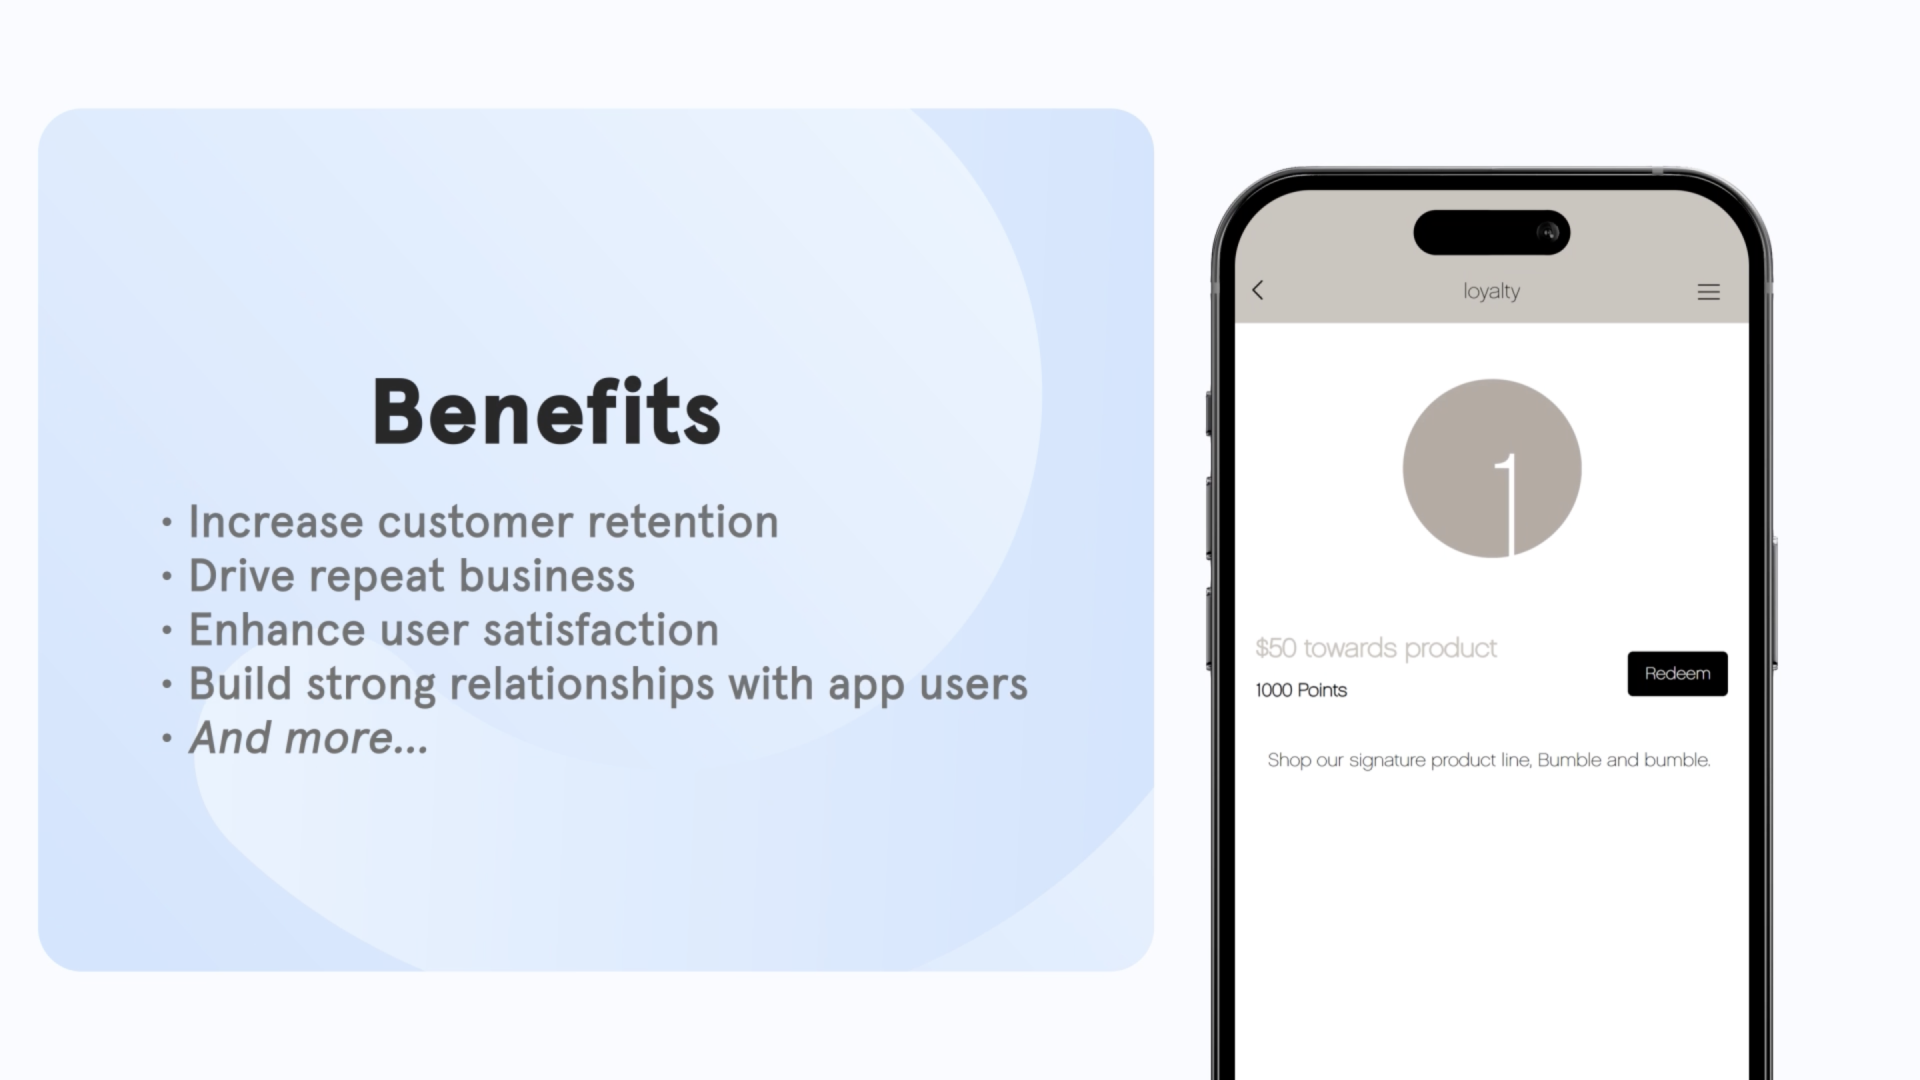 Benefits
• Increase customer retention
• Drive repeat business
• Enhance user satisfaction
• Build strong relationships with app users
• And more...
loyalty
1
$50 towards product
1000 Points
Redeem
Shop our signature product line, Bumble and bumble.